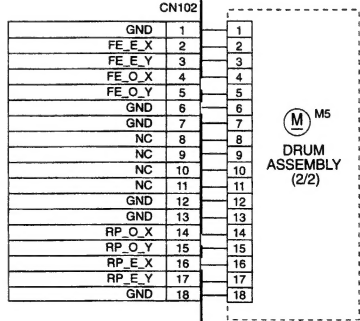 CN102
GND 1 1
FE_E_X 2 2
FE_E_Y 3 3
FE_O_X 4 4
FE_O_Y 5 5
GND 6 6
GND 7 7
NC 8 8
NC 9 9
NC 10 10
NC 11 11
GND 12 12
GND 13 13
RP_O_X 14 14
RP_O_Y 15 15
RP_E_X 16 16
RP_E_Y 17 17
GND 18 18
M M5
DRUM
ASSEMBLY
(2/2)